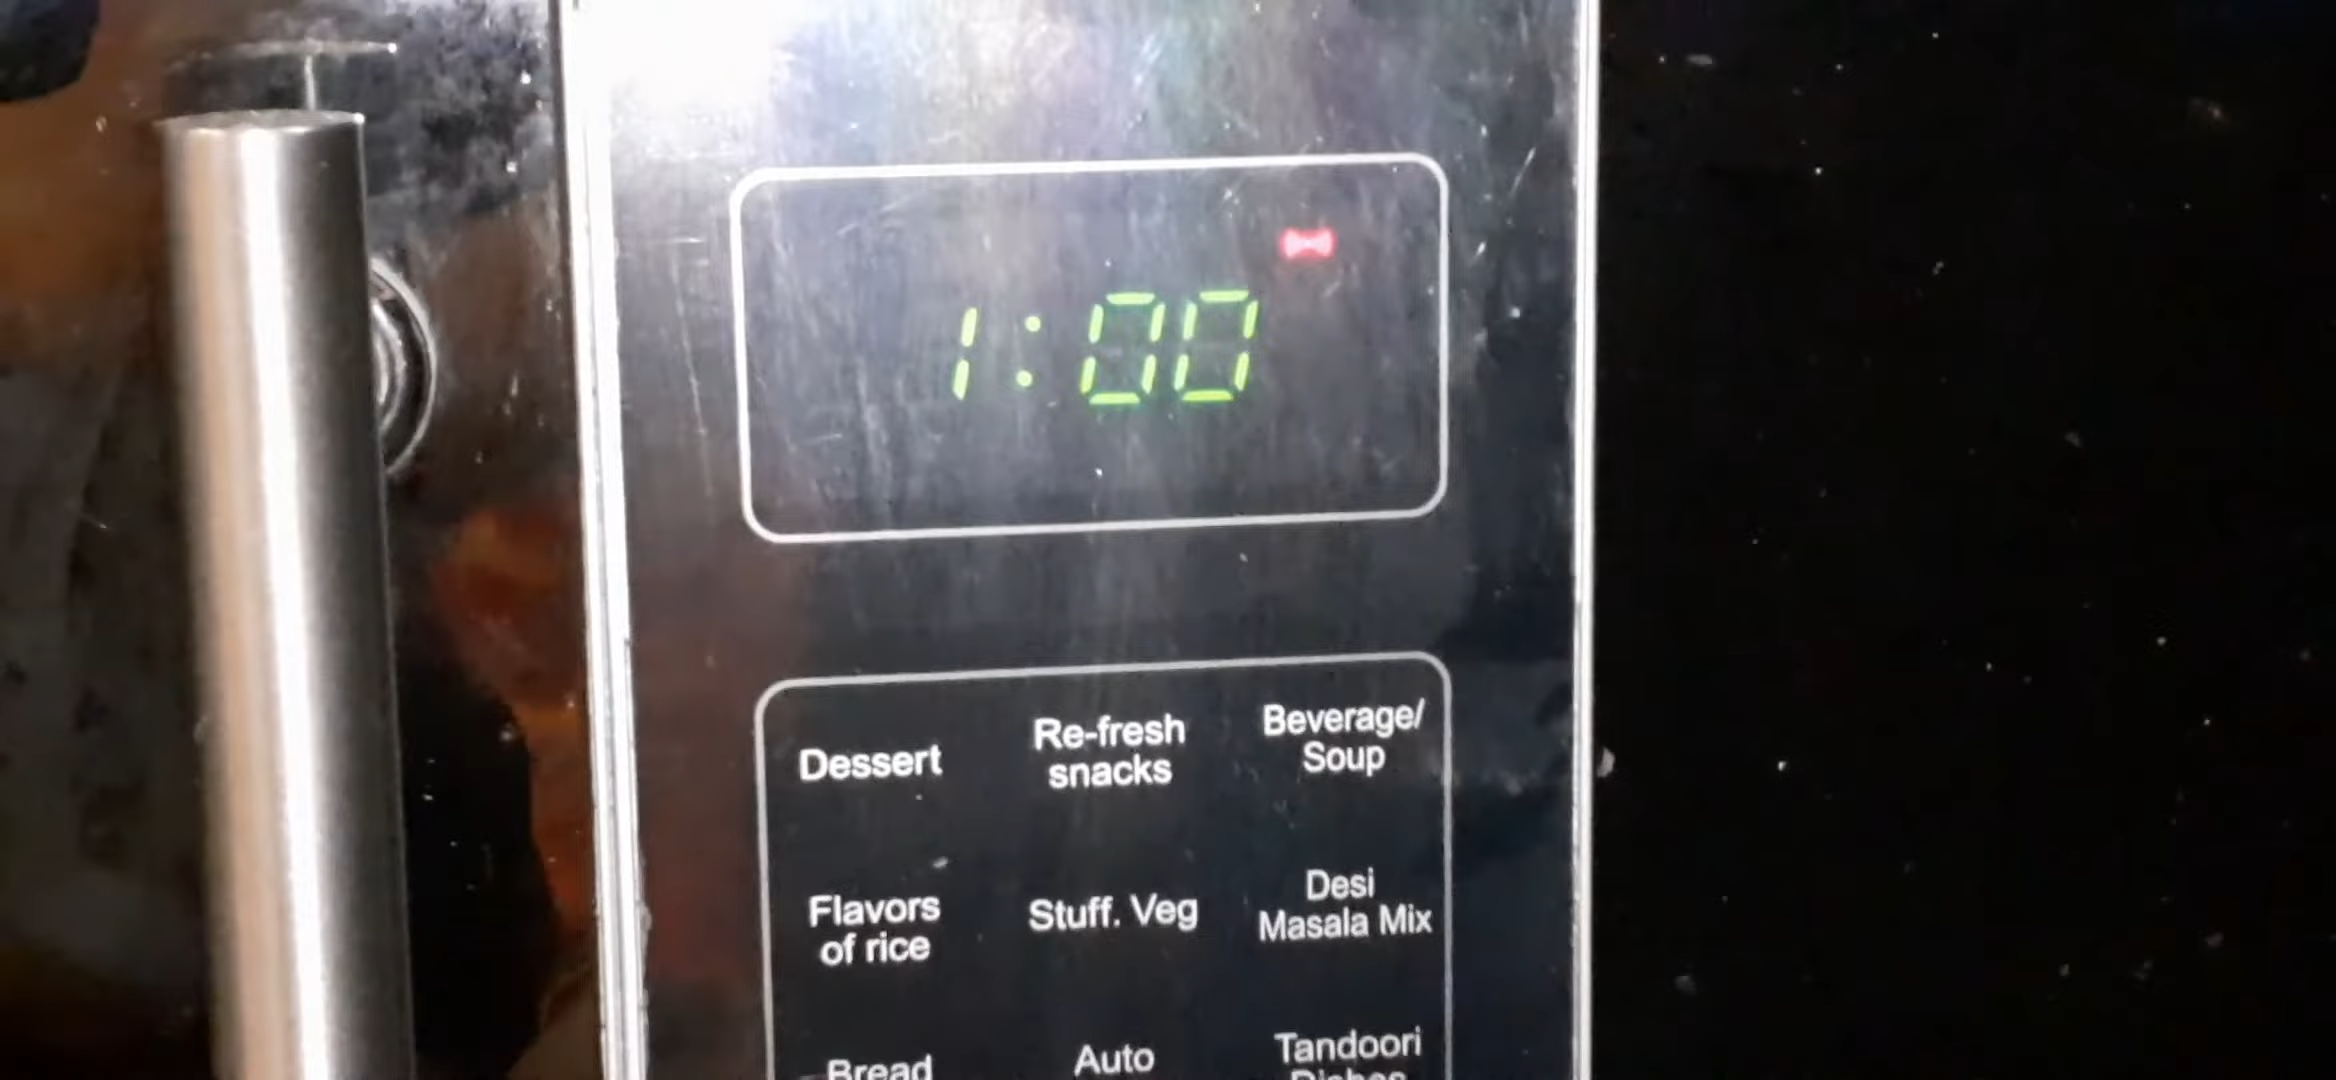 1:00
Dessert
Re-fresh
snacks
Beverage/
Soup
Flavors
of rice
Stuff. Veg
Desi
Masala Mix
Bread
Auto
Tandoori
Dishes